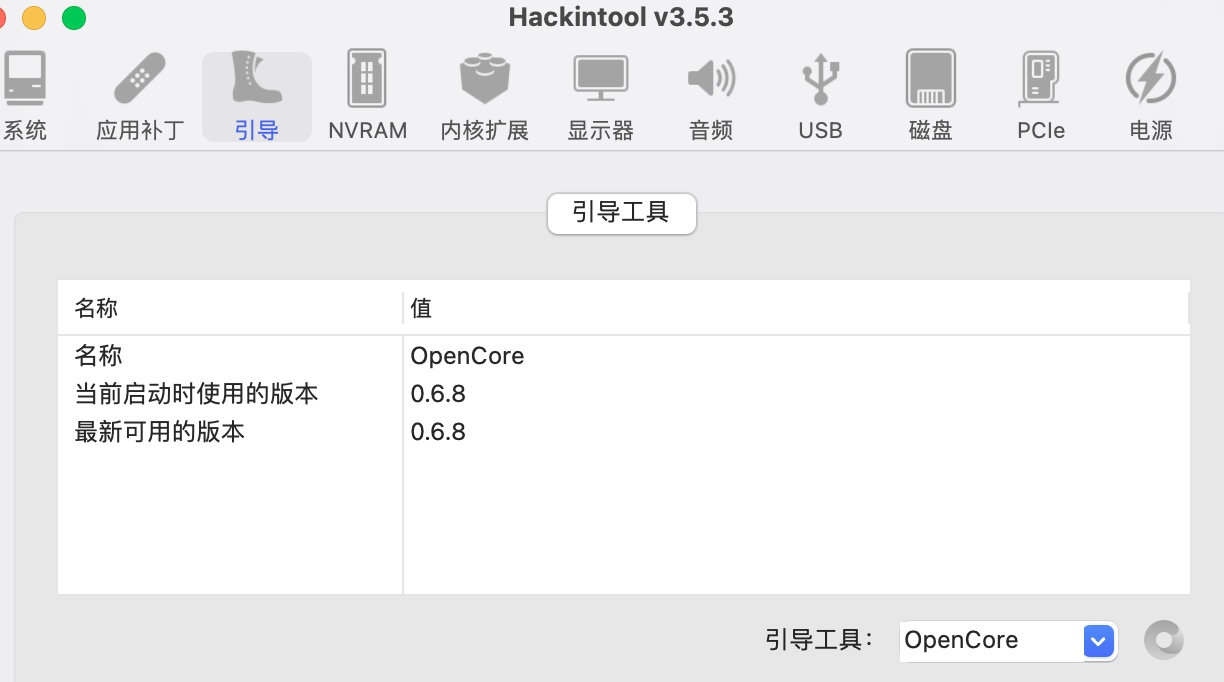 Hackintool v3.5.3
系统 应用补丁 引导 NVRAM 内核扩展 显示器 音频 USB 磁盘 PCIe 电源
引导工具
名称 值
名称 OpenCore
当前启动时使用的版本 0.6.8
最新可用的版本 0.6.8
引导工具： OpenCore